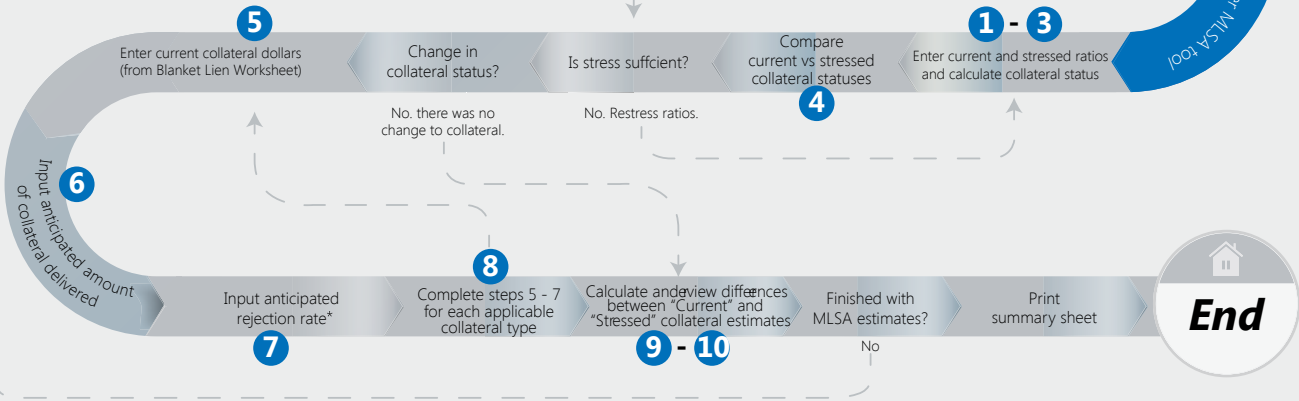 er MLSA tool
1 - 3
Enter current and stressed ratios
and calculate collateral status
Compare
current vs stressed
collateral statuses
4
Is stress suffcient?
No. Restress ratios.
Change in
collateral status?
No. there was no
change to collateral.
5
Enter current collateral dollars
(from Blanket Lien Worksheet)
6
Input anticipated amount
of collateral delivered
Input anticipated
rejection rate*
7
8
Complete steps 5 - 7
for each applicable
collateral type
Calculate and review differences
between "Current" and
"Stressed" collateral estimates
9 - 10
Finished with
MLSA estimates?
No
Print
summary sheet
End